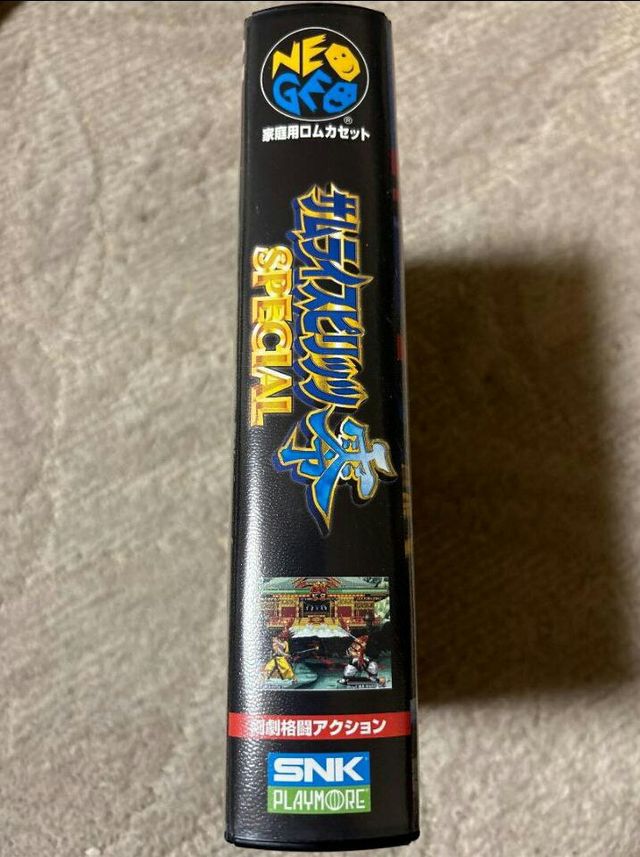 NEO
GEO®
家庭用ロムカセット
サムライスピリッツ零
SPECIAL
剣劇格闘アクション
SNK
PLAYMORE